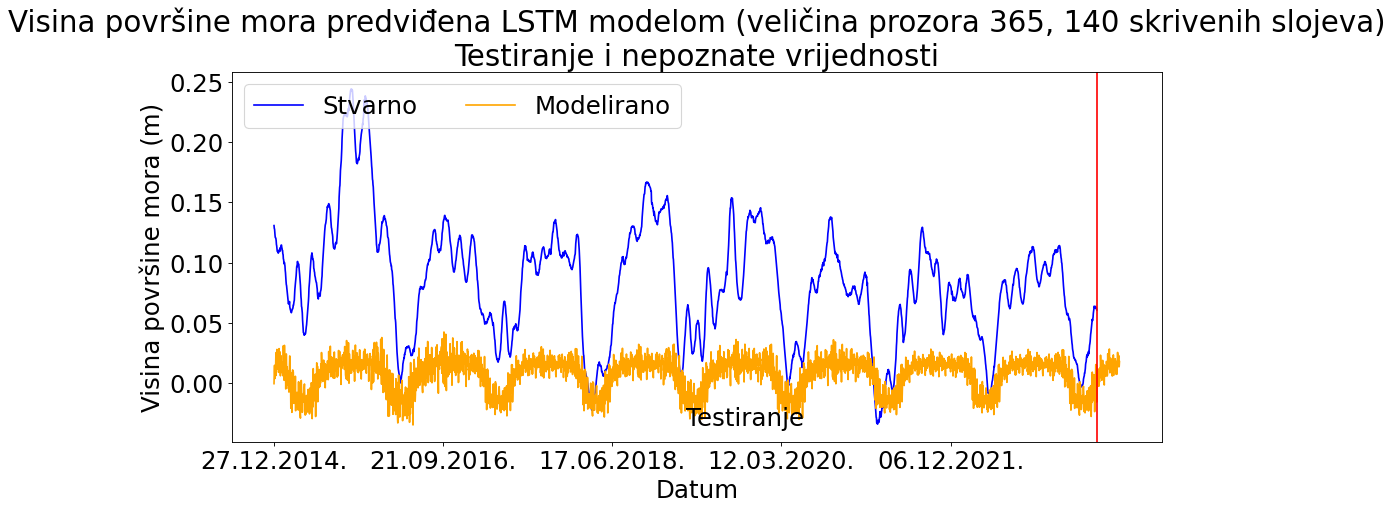 Visina površine mora predviđena LSTM modelom (veličina prozora 365, 140 skrivenih slojeva)
Testiranje i nepoznate vrijednosti
Stvarno
Modelirano
Visina površine mora (m)
0.25
0.20
0.15
0.10
0.05
0.00
Testiranje
27.12.2014.
21.09.2016.
17.06.2018.
12.03.2020.
06.12.2021.
Datum